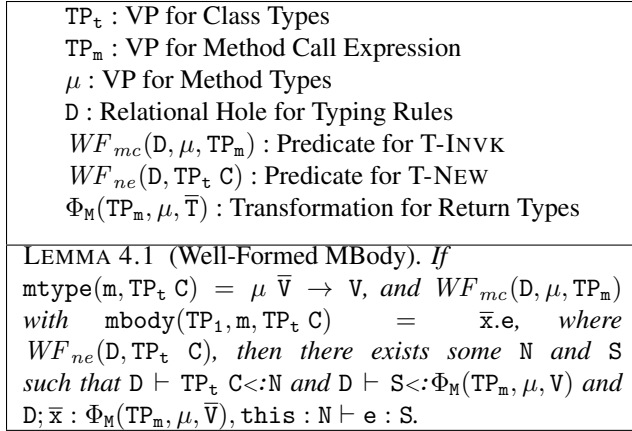 TP_t : VP for Class Types
TP_m : VP for Method Call Expression
μ : VP for Method Types
D : Relational Hole for Typing Rules
WF_mc(D, μ, TP_m) : Predicate for T-INVK
WF_ne(D, TP_t C) : Predicate for T-NEW
Φ_M(TP_m, μ, T̅) : Transformation for Return Types
LEMMA 4.1 (Well-Formed MBody). If
mtype(m, TP_t C) = μ V̅ → V, and WF_mc(D, μ, TP_m)
with mbody(TP_1, m, TP_t C) = x̅.e, where
WF_ne(D, TP_t C), then there exists some N and S
such that D ⊢ TP_t C<:N and D ⊢ S<:Φ_M(TP_m, μ, V) and
D; x̅ : Φ_M(TP_m, μ, V̅), this : N ⊢ e : S.